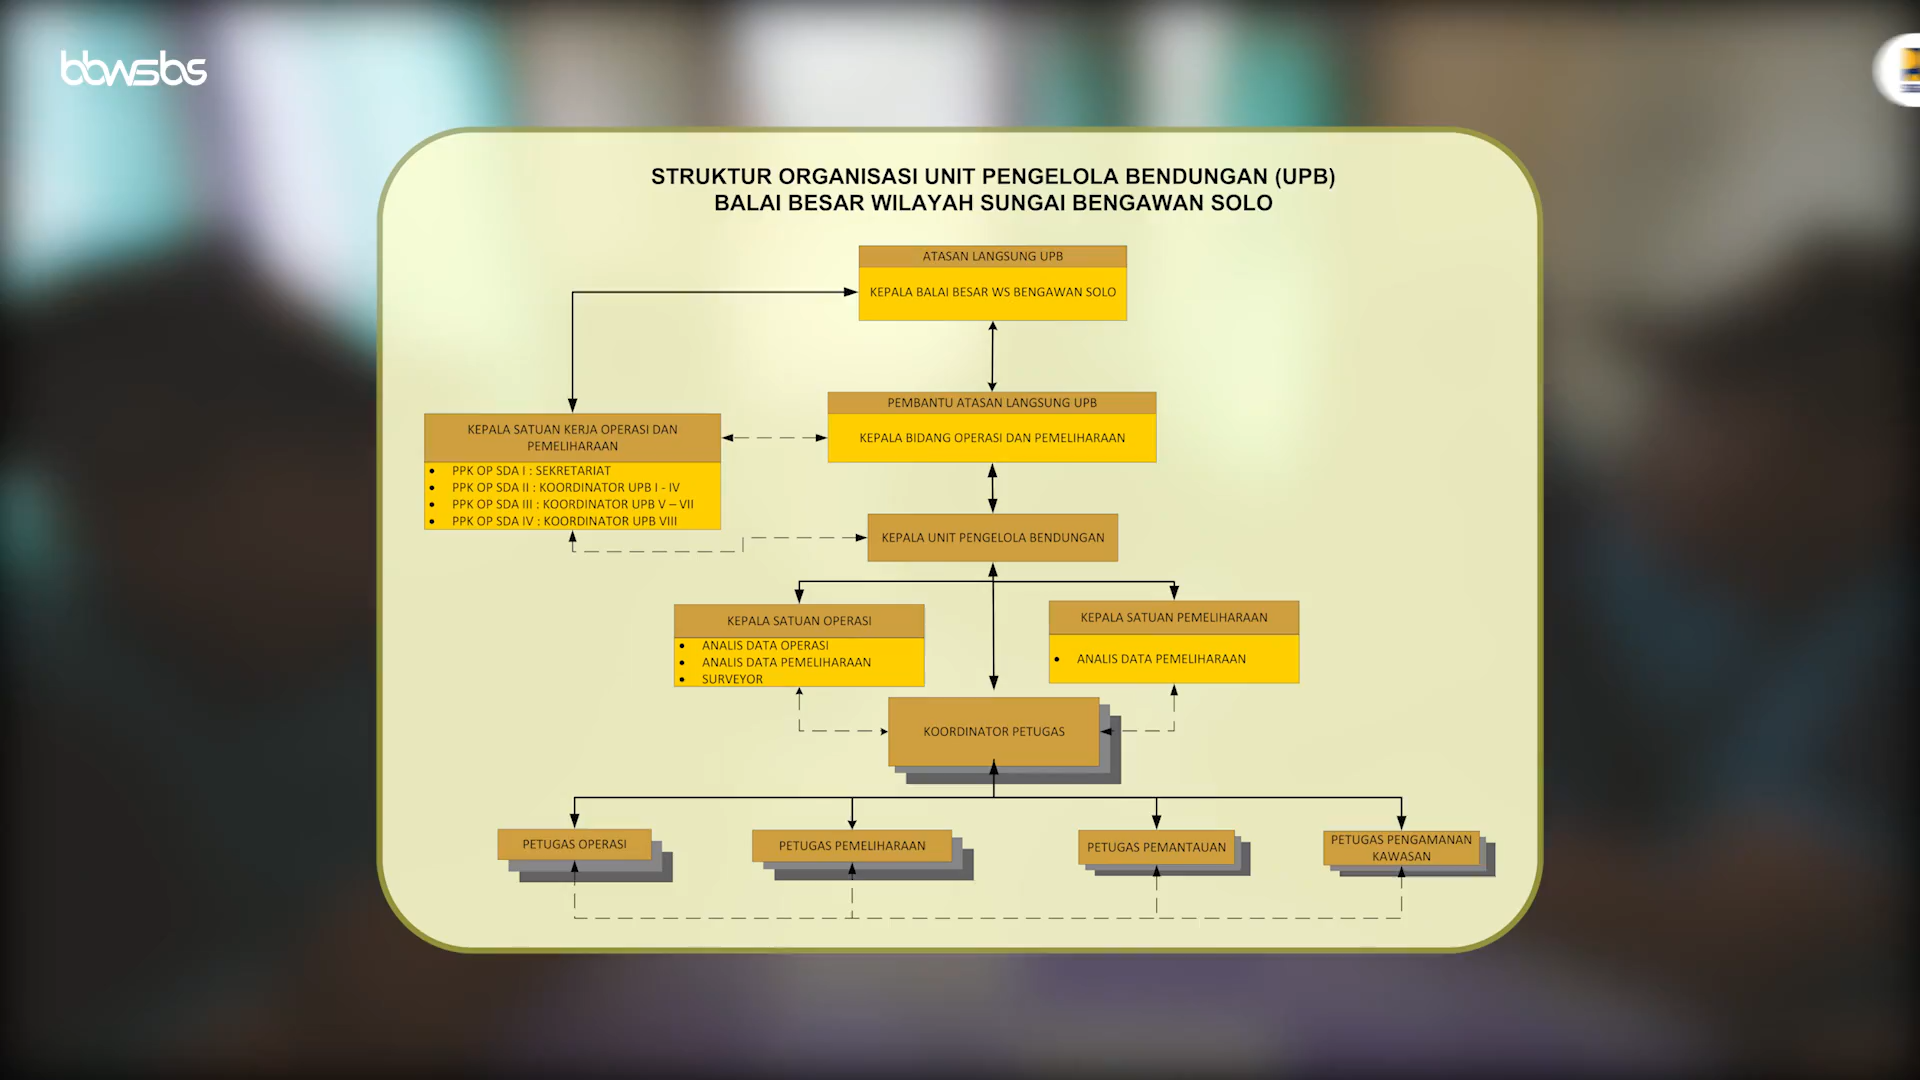 bbwsbs
STRUKTUR ORGANISASI UNIT PENGELOLA BENDUNGAN (UPB)
BALAI BESAR WILAYAH SUNGAI BENGAWAN SOLO
ATASAN LANGSUNG UPB
KEPALA BALAI BESAR WS BENGAWAN SOLO
PEMBANTU ATASAN LANGSUNG UPB
KEPALA BIDANG OPERASI DAN PEMELIHARAAN
KEPALA SATUAN KERJA OPERASI DAN
PEMELIHARAAN
• PPK OP SDA I : SEKRETARIAT
• PPK OP SDA II : KOORDINATOR UPB I - IV
• PPK OP SDA III : KOORDINATOR UPB V – VII
• PPK OP SDA IV : KOORDINATOR UPB VIII
KEPALA UNIT PENGELOLA BENDUNGAN
KEPALA SATUAN OPERASI
• ANALIS DATA OPERASI
• ANALIS DATA PEMELIHARAAN
• SURVEYOR
KEPALA SATUAN PEMELIHARAAN
• ANALIS DATA PEMELIHARAAN
KOORDINATOR PETUGAS
PETUGAS OPERASI
PETUGAS PEMELIHARAAN
PETUGAS PEMANTAUAN
PETUGAS PENGAMANAN
KAWASAN